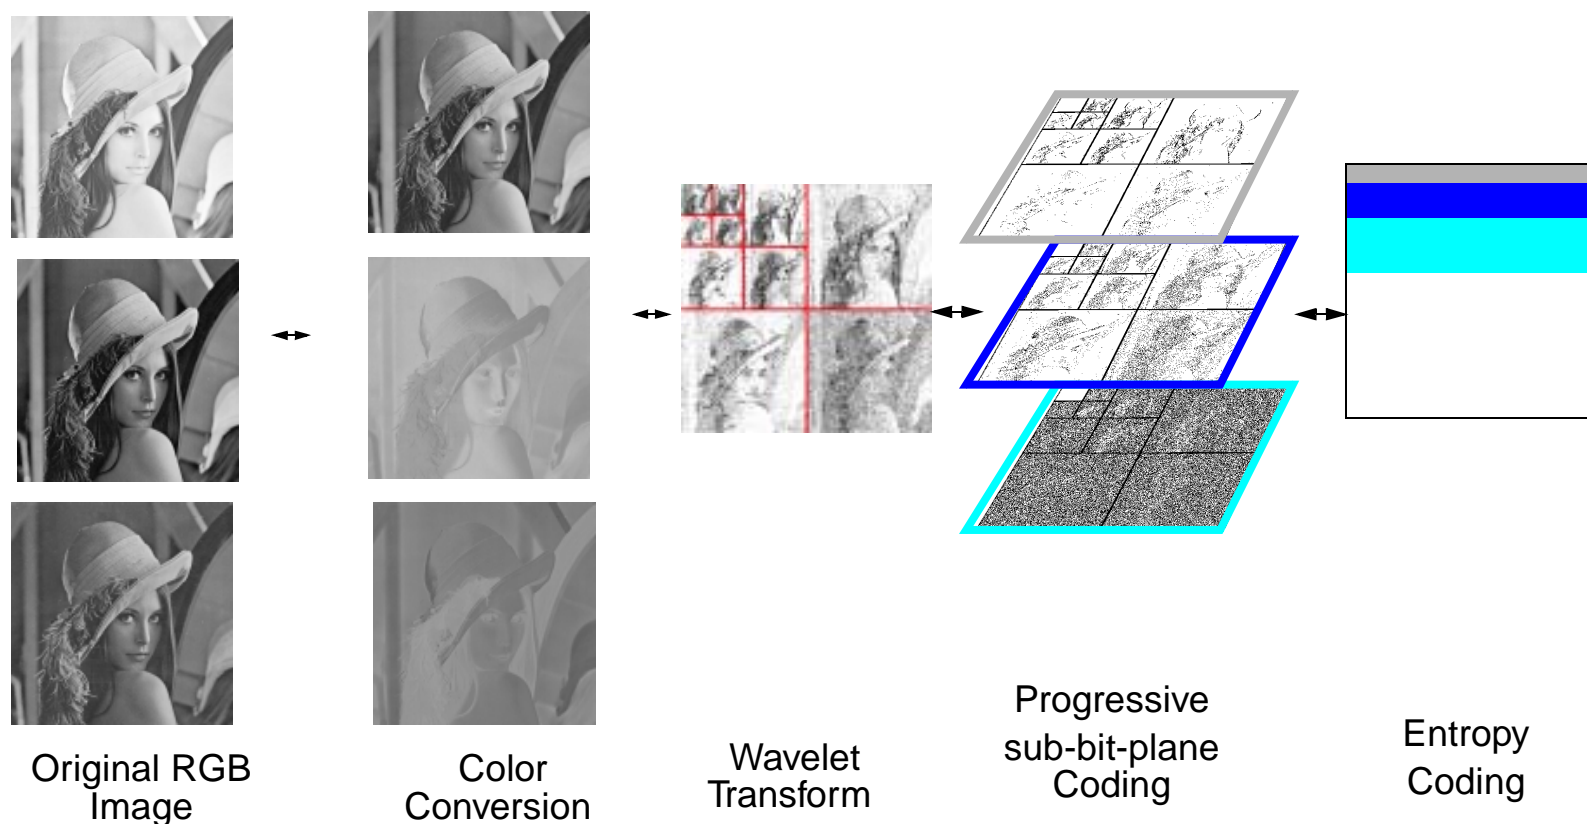 Original RGB
Image
Color
Conversion
Wavelet
Transform
Progressive
sub-bit-plane
Coding
Entropy
Coding